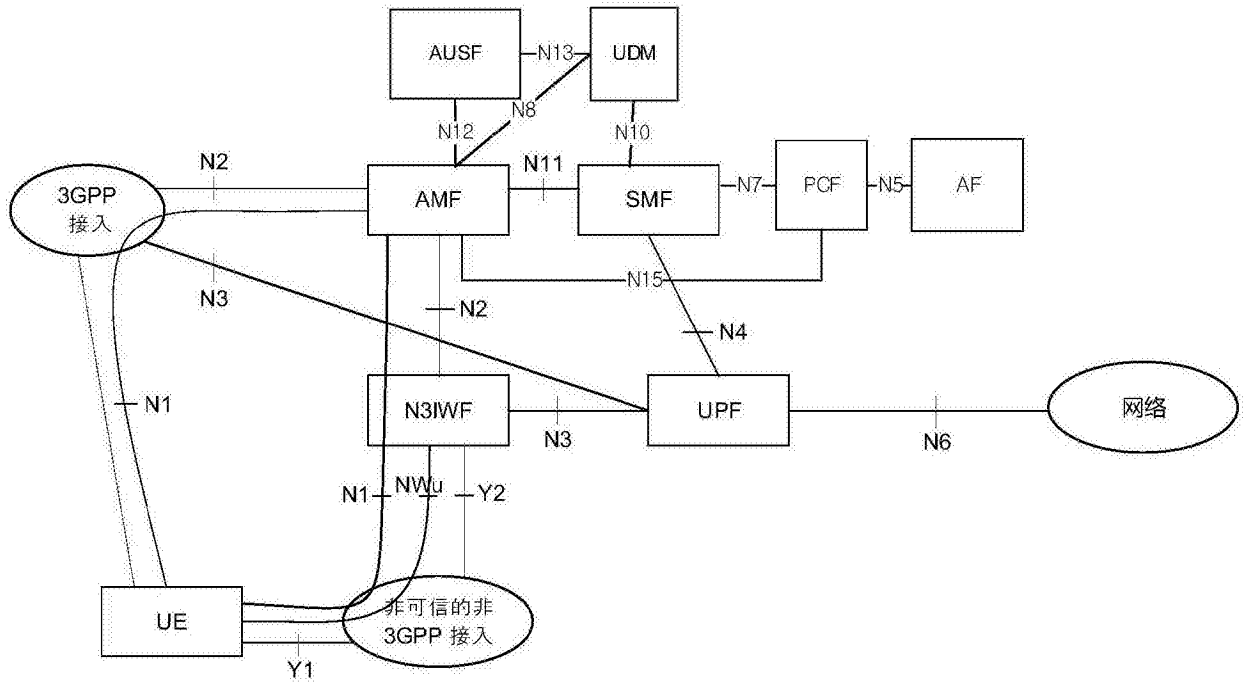 AUSF
N13
UDM
N8
N12
N10
N2
N11
3GPP
接入
AMF
SMF
N7
PCF
N5
AF
N3
N15
N2
N4
N1
N3IWF
UPF
网络
N3
N6
N1
NWu
Y2
UE
非可信的非
3GPP 接入
Y1